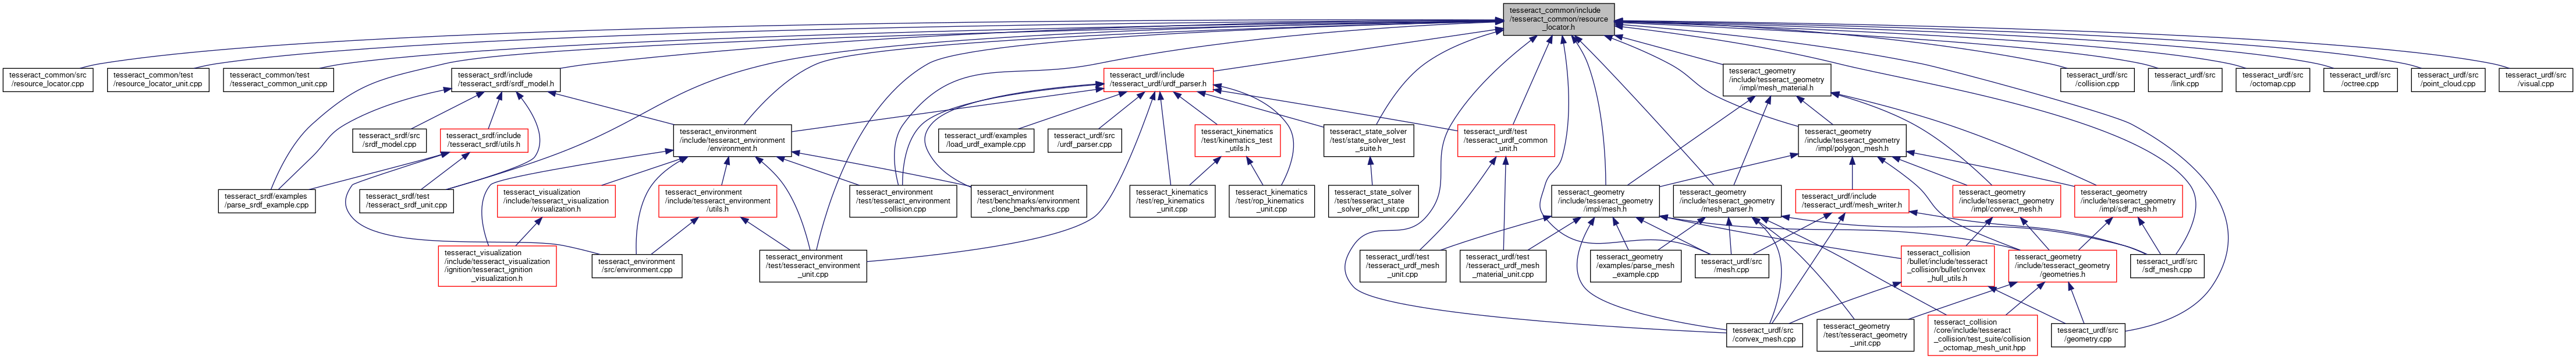 tesseract_common/include
/tesseract_common/resource
_locator.h
tesseract_common/src
/resource_locator.cpp
tesseract_common/test
/resource_locator_unit.cpp
tesseract_common/test
/tesseract_common_unit.cpp
tesseract_srdf/include
/tesseract_srdf/srdf_model.h
tesseract_urdf/include
/tesseract_urdf/urdf_parser.h
tesseract_geometry
/include/tesseract_geometry
/impl/mesh_material.h
tesseract_urdf/src
/collision.cpp
tesseract_urdf/src
/link.cpp
tesseract_urdf/src
/octomap.cpp
tesseract_urdf/src
/octree.cpp
tesseract_urdf/src
/point_cloud.cpp
tesseract_urdf/src
/visual.cpp
tesseract_srdf/src
/srdf_model.cpp
tesseract_srdf/include
/tesseract_srdf/utils.h
tesseract_environment
/include/tesseract_environment
/environment.h
tesseract_urdf/examples
/load_urdf_example.cpp
tesseract_urdf/src
/urdf_parser.cpp
tesseract_kinematics
/test/kinematics_test
_utils.h
tesseract_state_solver
/test/state_solver_test
_suite.h
tesseract_urdf/test
/tesseract_urdf_common
_unit.h
tesseract_geometry
/include/tesseract_geometry
/impl/polygon_mesh.h
tesseract_srdf/examples
/parse_srdf_example.cpp
tesseract_srdf/test
/tesseract_srdf_unit.cpp
tesseract_visualization
/include/tesseract_visualization
/visualization.h
tesseract_environment
/include/tesseract_environment
/utils.h
tesseract_environment
/test/tesseract_environment
_collision.cpp
tesseract_environment
/test/benchmarks/environment
_clone_benchmarks.cpp
tesseract_kinematics
/test/rep_kinematics
_unit.cpp
tesseract_kinematics
/test/rop_kinematics
_unit.cpp
tesseract_state_solver
/test/tesseract_state
_solver_ofkt_unit.cpp
tesseract_geometry
/include/tesseract_geometry
/impl/mesh.h
tesseract_geometry
/include/tesseract_geometry
/mesh_parser.h
tesseract_urdf/include
/tesseract_urdf/mesh_writer.h
tesseract_geometry
/include/tesseract_geometry
/impl/convex_mesh.h
tesseract_geometry
/include/tesseract_geometry
/impl/sdf_mesh.h
tesseract_visualization
/include/tesseract_visualization
/ignition/tesseract_ignition
_visualization.h
tesseract_environment
/src/environment.cpp
tesseract_environment
/test/tesseract_environment
_unit.cpp
tesseract_urdf/test
/tesseract_urdf_mesh
_unit.cpp
tesseract_urdf/test
/tesseract_urdf_mesh
_material_unit.cpp
tesseract_geometry
/examples/parse_mesh
_example.cpp
tesseract_urdf/src
/mesh.cpp
tesseract_collision
/bullet/include/tesseract
_collision/bullet/convex
_hull_utils.h
tesseract_geometry
/include/tesseract_geometry
/geometries.h
tesseract_urdf/src
/sdf_mesh.cpp
tesseract_urdf/src
/convex_mesh.cpp
tesseract_geometry
/test/tesseract_geometry
_unit.cpp
tesseract_collision
/core/include/tesseract
_collision/test_suite/collision
_octomap_mesh_unit.hpp
tesseract_urdf/src
/geometry.cpp